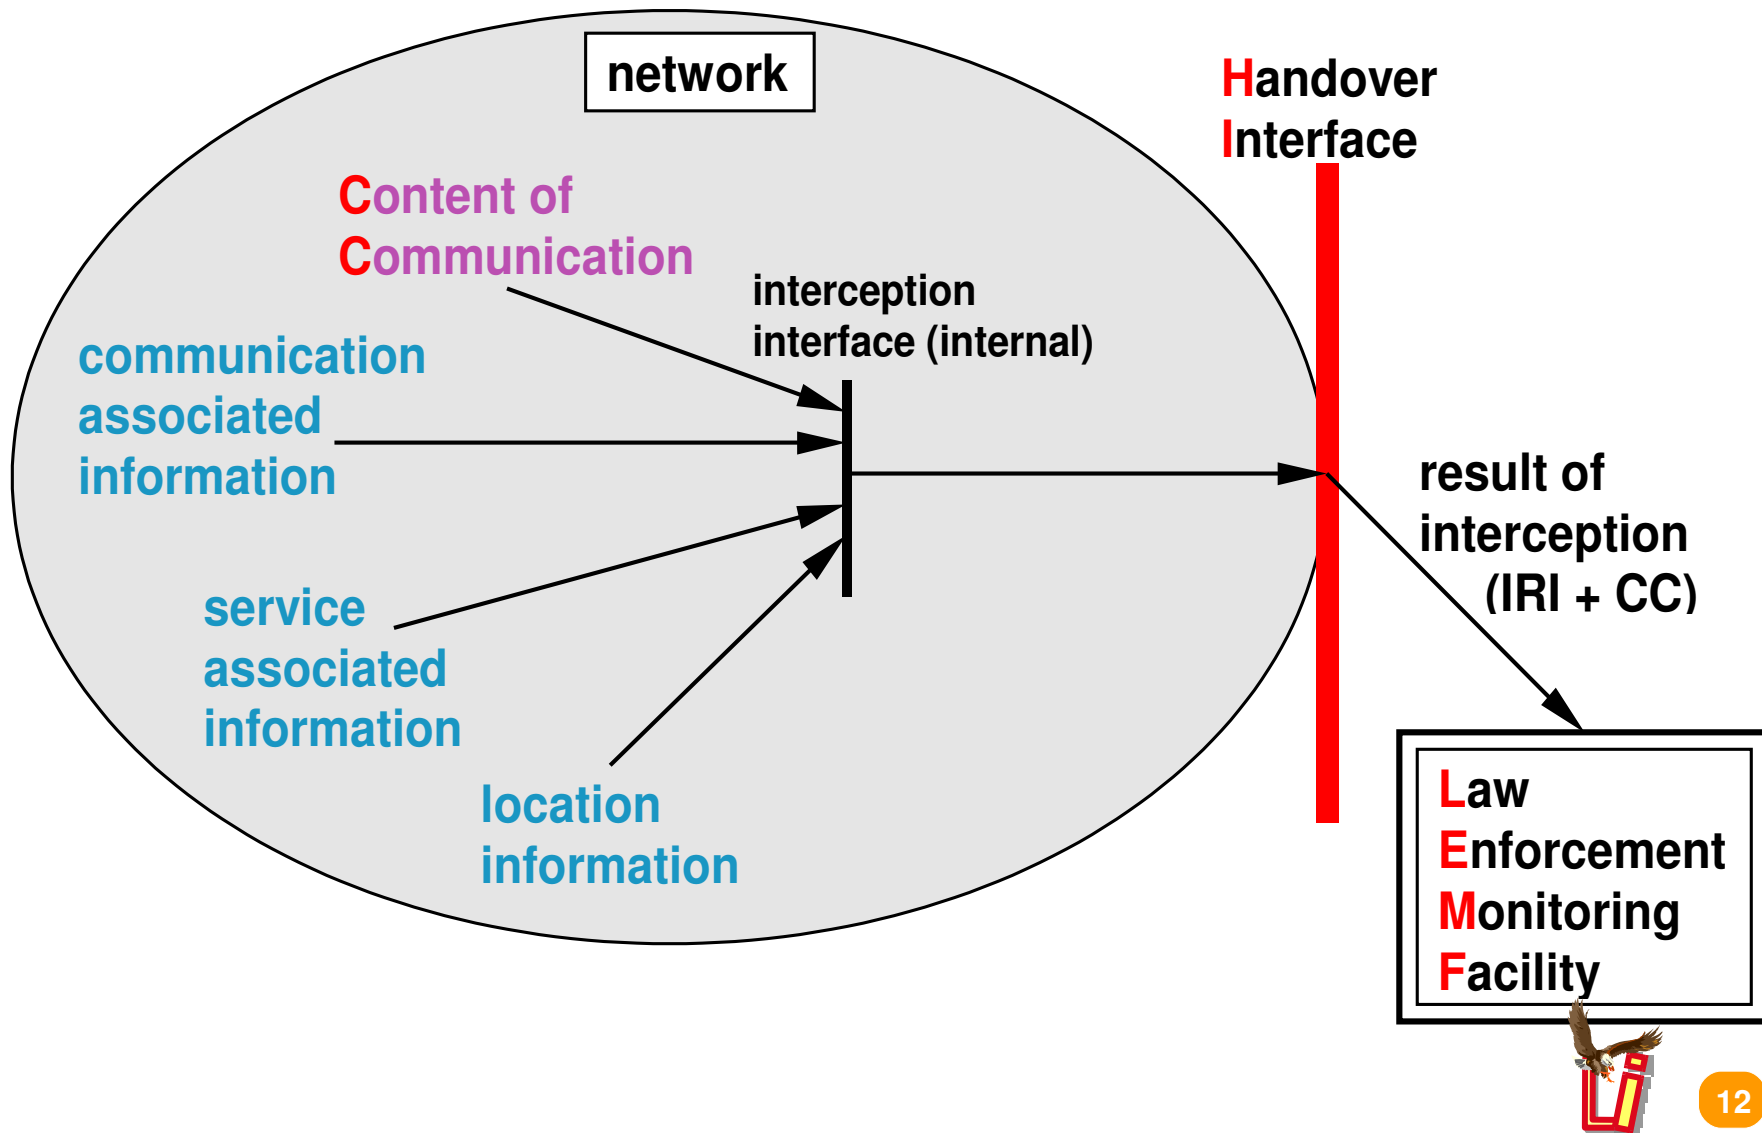 network
Handover
Interface
Content of
Communication
interception
interface (internal)
communication
associated
information
result of
interception
(IRI + CC)
service
associated
information
location
information
Law
Enforcement
Monitoring
Facility
Li
12